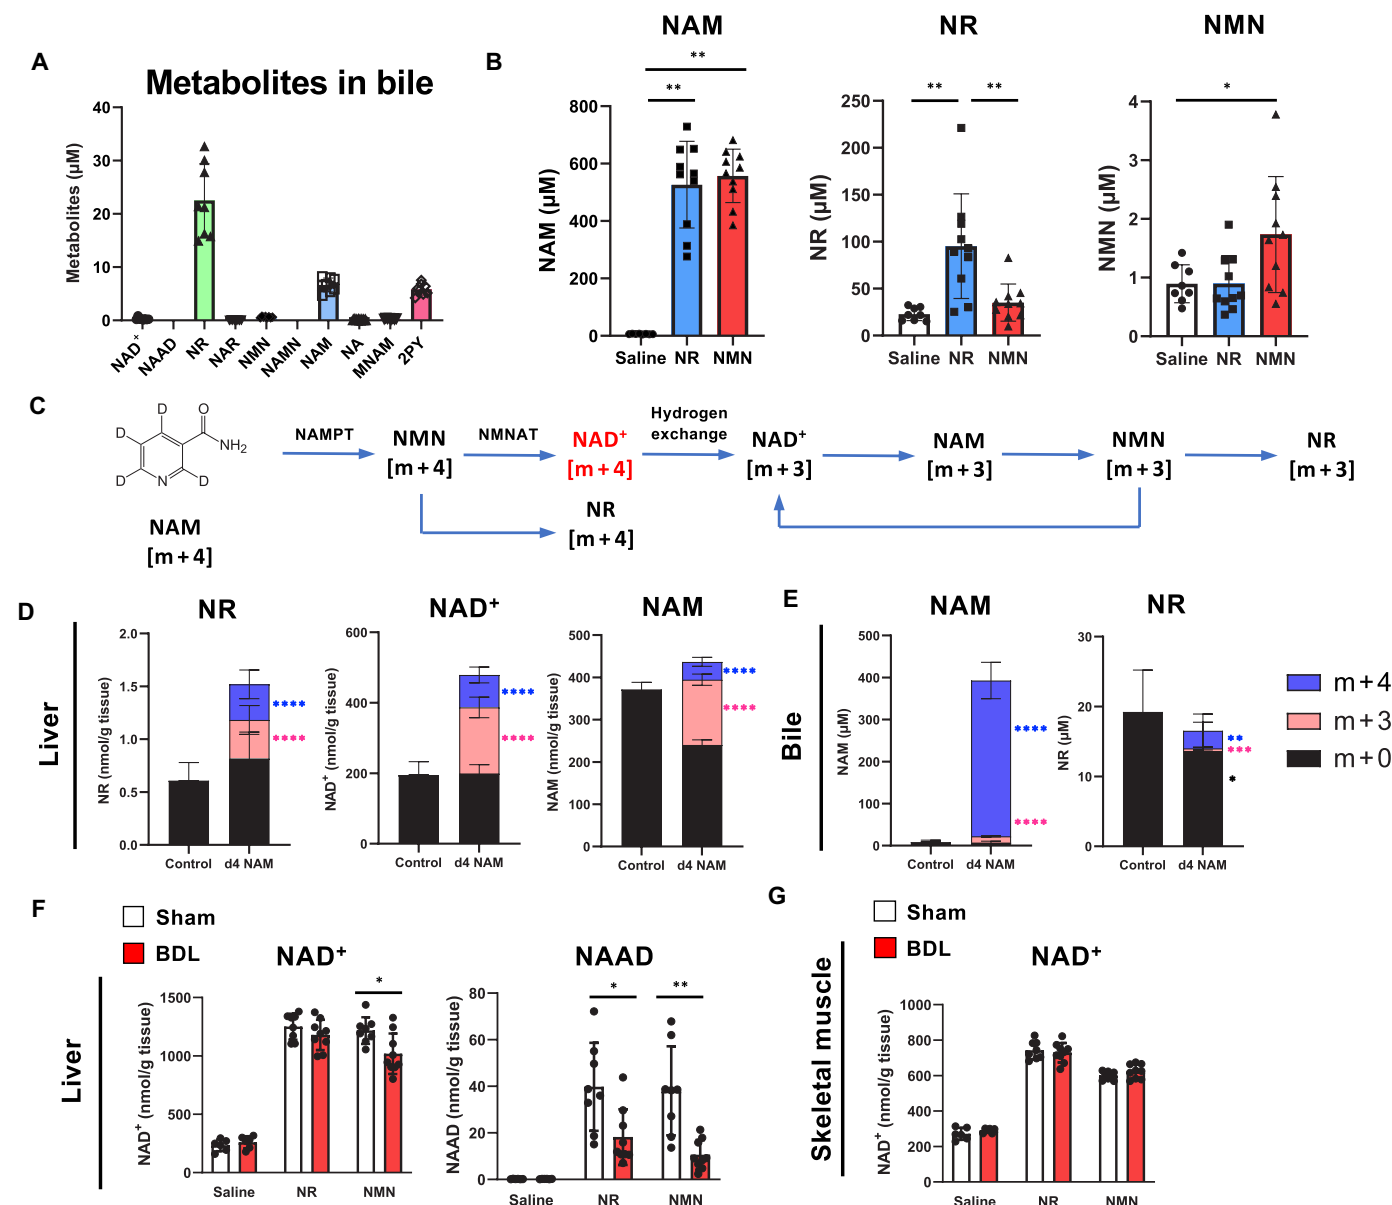 A
Metabolites in bile
Metabolites (µM)
40
30
20
10
0
NAD+
NAAD
NR
NAR
NMN
NAMN
NAM
NA
MNAM
2PY
B
NAM
**
**
NAM (µM)
800
600
400
200
0
Saline NR NMN
NR
** **
NR (µM)
250
200
150
100
50
0
Saline NR NMN
NMN
*
NMN (µM)
4
3
2
1
0
Saline NR NMN
C
D
D
D
D
N
O
NH2
NAM
[m+4]
NAMPT
NMN
[m+4]
NMNAT
NAD+
[m+4]
Hydrogen
exchange
NAD+
[m+3]
NAM
[m+3]
NMN
[m+3]
NR
[m+3]
NR
[m+4]
D
Liver
NR
NR (nmol/g tissue)
2.0
1.5
1.0
0.5
0.0
****
****
Control d4 NAM
NAD+
NAD+ (nmol/g tissue)
600
400
200
0
****
****
Control d4 NAM
NAM
NAM (nmol/g tissue)
500
400
300
200
100
0
****
****
Control d4 NAM
E
Bile
NAM
NAM (µM)
500
400
300
200
100
0
****
****
Control d4 NAM
NR
NR (µM)
30
20
10
0
**
***
*
Control d4 NAM
m+4
m+3
m+0
F
Sham
BDL
Liver
NAD+
NAD+ (nmol/g tissue)
1500
1000
500
0
*
Saline NR NMN
NAAD
NAAD (nmol/g tissue)
80
60
40
20
0
* **
Saline NR NMN
G
Sham
BDL
Skeletal muscle
NAD+
NAD+ (nmol/g tissue)
1000
800
600
400
200
0
Saline NR NMN